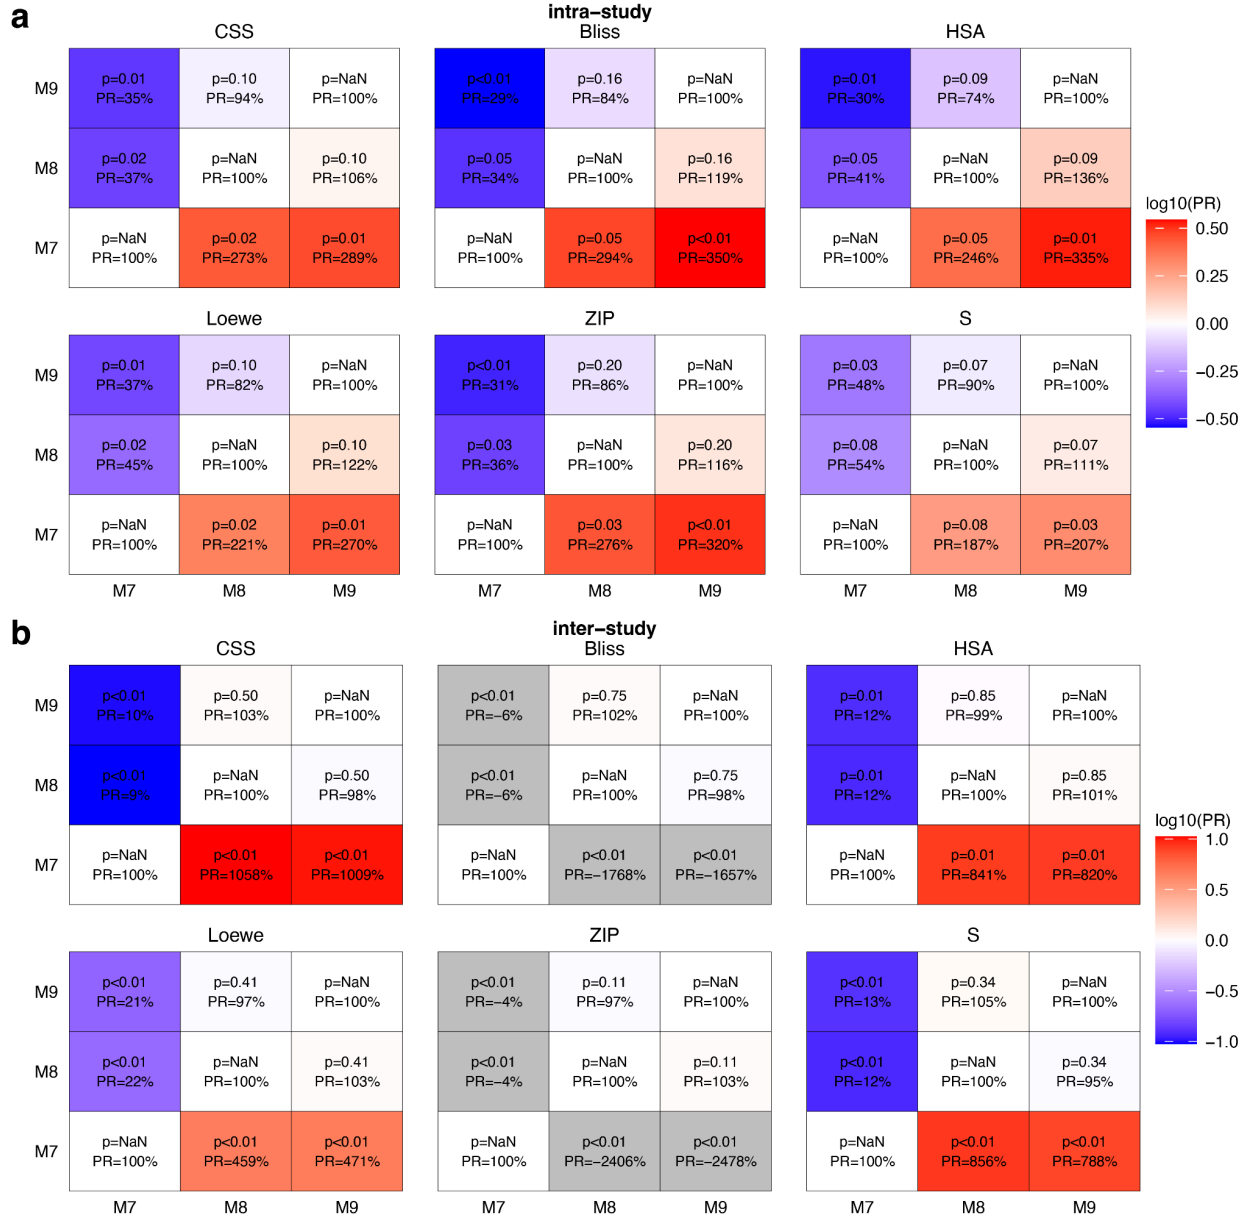 a
intra−study
CSS
Bliss
HSA
M9
p=0.01
PR=35%
p=0.10
PR=94%
p=NaN
PR=100%
p<0.01
PR=29%
p=0.16
PR=84%
p=NaN
PR=100%
p=0.01
PR=30%
p=0.09
PR=74%
p=NaN
PR=100%
M8
p=0.02
PR=37%
p=NaN
PR=100%
p=0.10
PR=106%
p=0.05
PR=34%
p=NaN
PR=100%
p=0.16
PR=119%
p=0.05
PR=41%
p=NaN
PR=100%
p=0.09
PR=136%
M7
p=NaN
PR=100%
p=0.02
PR=273%
p=0.01
PR=289%
p=NaN
PR=100%
p=0.05
PR=294%
p<0.01
PR=350%
p=NaN
PR=100%
p=0.05
PR=246%
p=0.01
PR=335%
log10(PR)
0.50
0.25
0.00
−0.25
−0.50
Loewe
ZIP
S
M9
p=0.01
PR=37%
p=0.10
PR=82%
p=NaN
PR=100%
p<0.01
PR=31%
p=0.20
PR=86%
p=NaN
PR=100%
p=0.03
PR=48%
p=0.07
PR=90%
p=NaN
PR=100%
M8
p=0.02
PR=45%
p=NaN
PR=100%
p=0.10
PR=122%
p=0.03
PR=36%
p=NaN
PR=100%
p=0.20
PR=116%
p=0.08
PR=54%
p=NaN
PR=100%
p=0.07
PR=111%
M7
p=NaN
PR=100%
p=0.02
PR=221%
p=0.01
PR=270%
p=NaN
PR=100%
p=0.03
PR=276%
p<0.01
PR=320%
p=NaN
PR=100%
p=0.08
PR=187%
p=0.03
PR=207%
M7 M8 M9
M7 M8 M9
M7 M8 M9
b
inter−study
CSS
Bliss
HSA
M9
p<0.01
PR=10%
p=0.50
PR=103%
p=NaN
PR=100%
p<0.01
PR=−6%
p=0.75
PR=102%
p=NaN
PR=100%
p=0.01
PR=12%
p=0.85
PR=99%
p=NaN
PR=100%
M8
p<0.01
PR=9%
p=NaN
PR=100%
p=0.50
PR=98%
p<0.01
PR=−6%
p=NaN
PR=100%
p=0.75
PR=98%
p=0.01
PR=12%
p=NaN
PR=100%
p=0.85
PR=101%
M7
p=NaN
PR=100%
p<0.01
PR=1058%
p<0.01
PR=1009%
p=NaN
PR=100%
p<0.01
PR=−1768%
p<0.01
PR=−1657%
p=NaN
PR=100%
p=0.01
PR=841%
p=0.01
PR=820%
log10(PR)
1.0
0.5
0.0
−0.5
−1.0
Loewe
ZIP
S
M9
p<0.01
PR=21%
p=0.41
PR=97%
p=NaN
PR=100%
p<0.01
PR=−4%
p=0.11
PR=97%
p=NaN
PR=100%
p<0.01
PR=13%
p=0.34
PR=105%
p=NaN
PR=100%
M8
p<0.01
PR=22%
p=NaN
PR=100%
p=0.41
PR=103%
p<0.01
PR=−4%
p=NaN
PR=100%
p=0.11
PR=103%
p<0.01
PR=12%
p=NaN
PR=100%
p=0.34
PR=95%
M7
p=NaN
PR=100%
p<0.01
PR=459%
p<0.01
PR=471%
p=NaN
PR=100%
p<0.01
PR=−2406%
p<0.01
PR=−2478%
p=NaN
PR=100%
p<0.01
PR=856%
p<0.01
PR=788%
M7 M8 M9
M7 M8 M9
M7 M8 M9